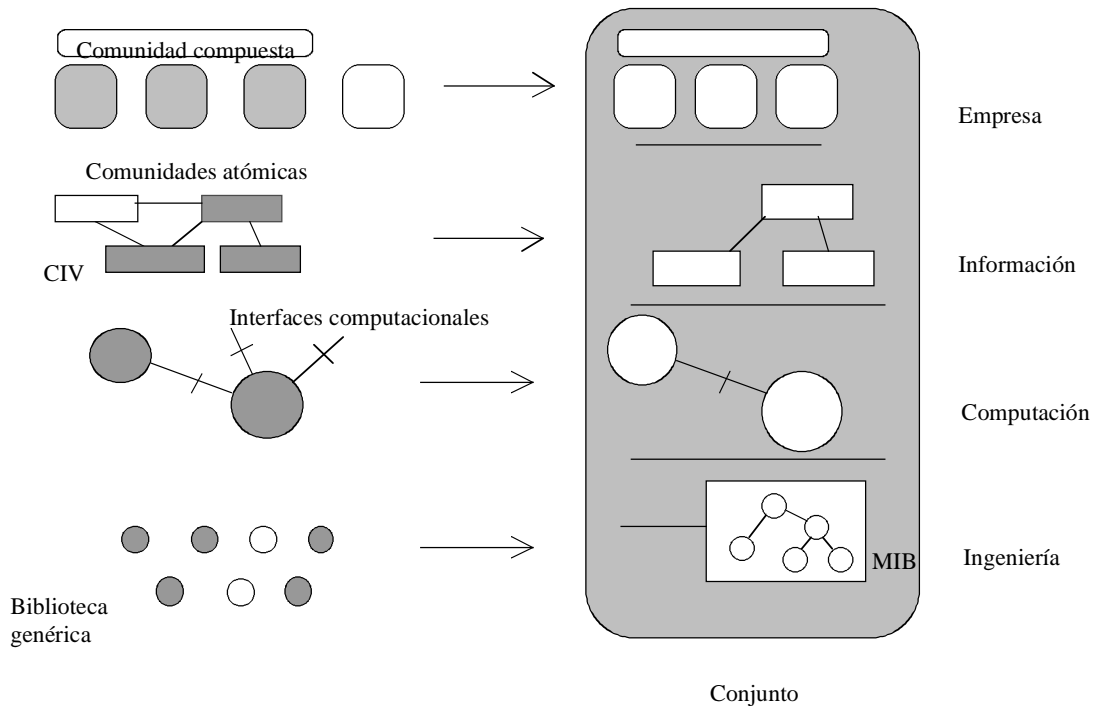 Comunidad compuesta
Empresa
Comunidades atómicas
CIV
Información
Interfaces computacionales
Computación
MIB
Ingeniería
Biblioteca
genérica
Conjunto